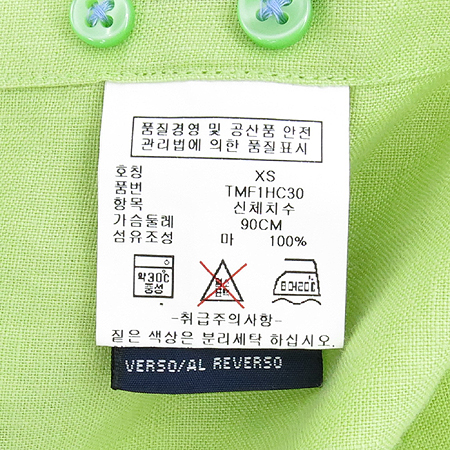 품질경영 및 공산품 안전
관리법에 의한 품질표시
호칭 XS
품번 TMF1HC30
항목 신체치수
가슴둘레 90CM
섬유조성 마 100%
약30℃
중성
-취급주의사항-
짙은 색상은 분리세탁 하십시오.
VERSO/AL REVERSO